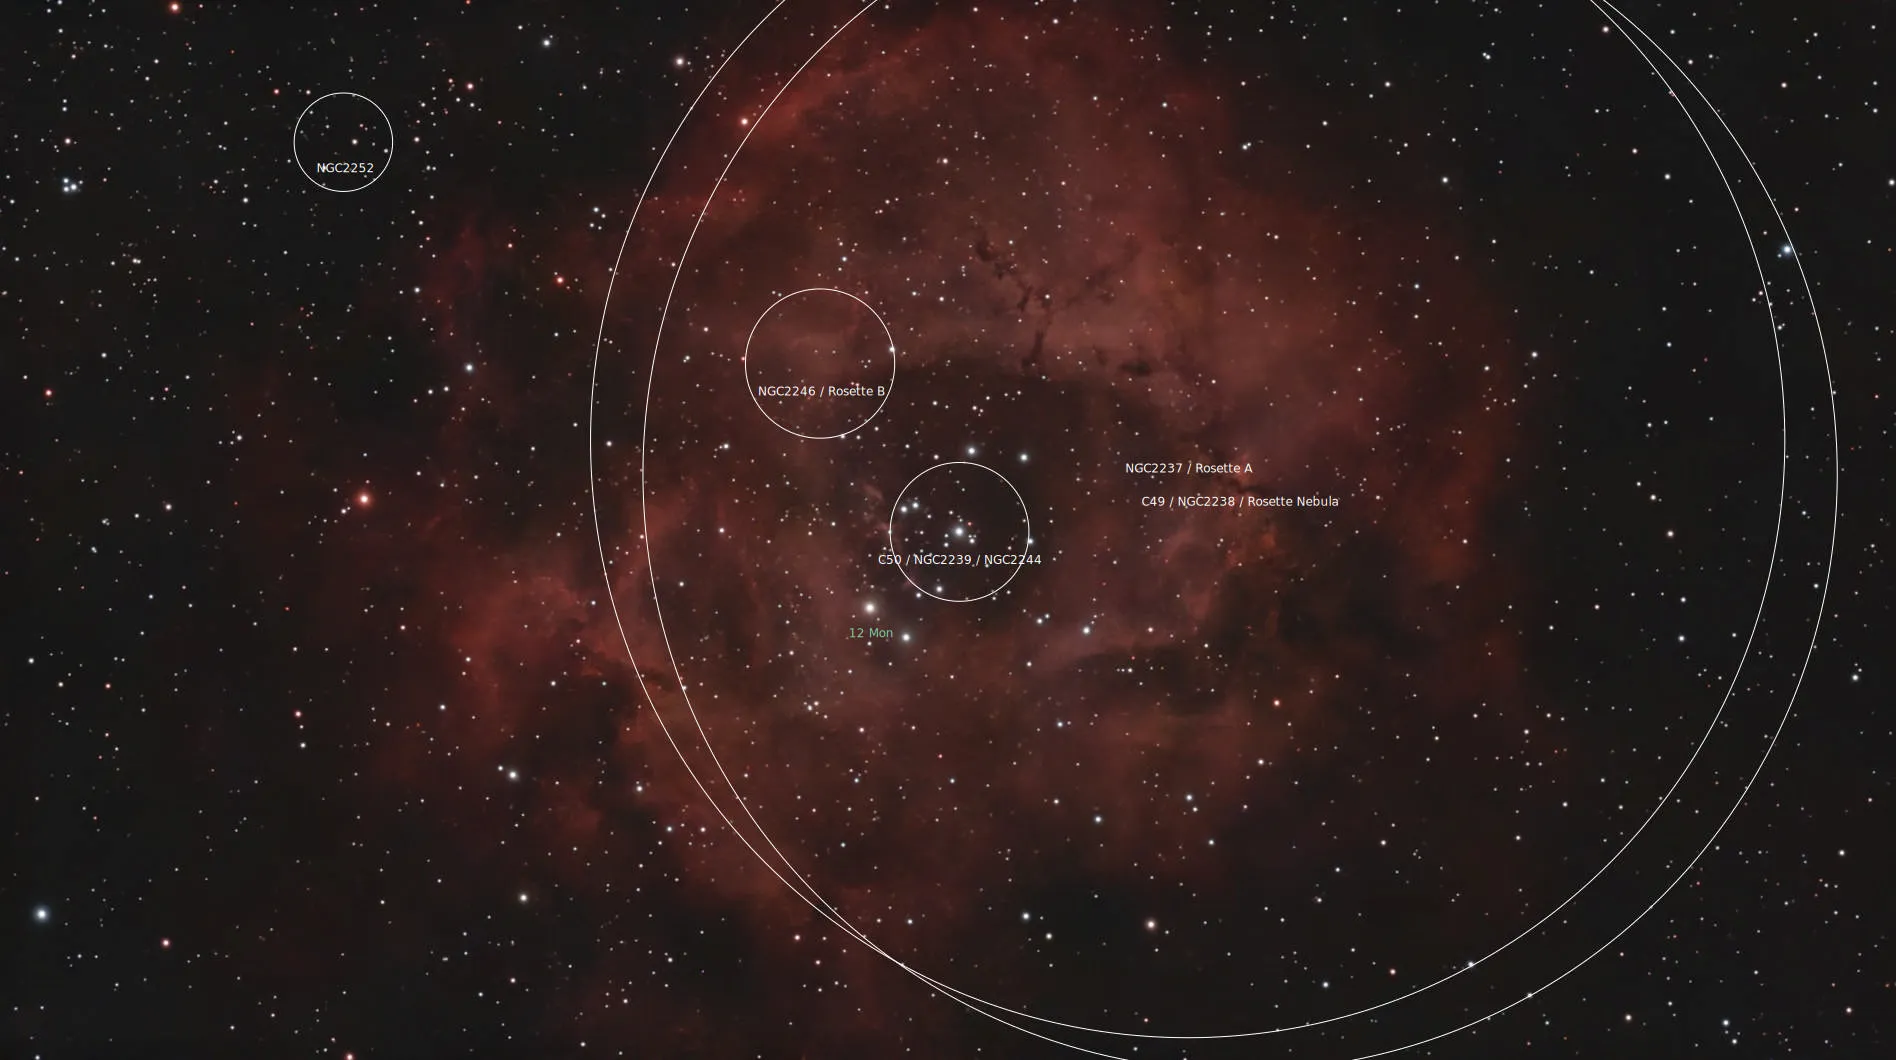 NGC2252
NGC2246 / Rosette B
NGC2237 / Rosette A
C49 / NGC2238 / Rosette Nebula
C50 / NGC2239 / NGC2244
12 Mon